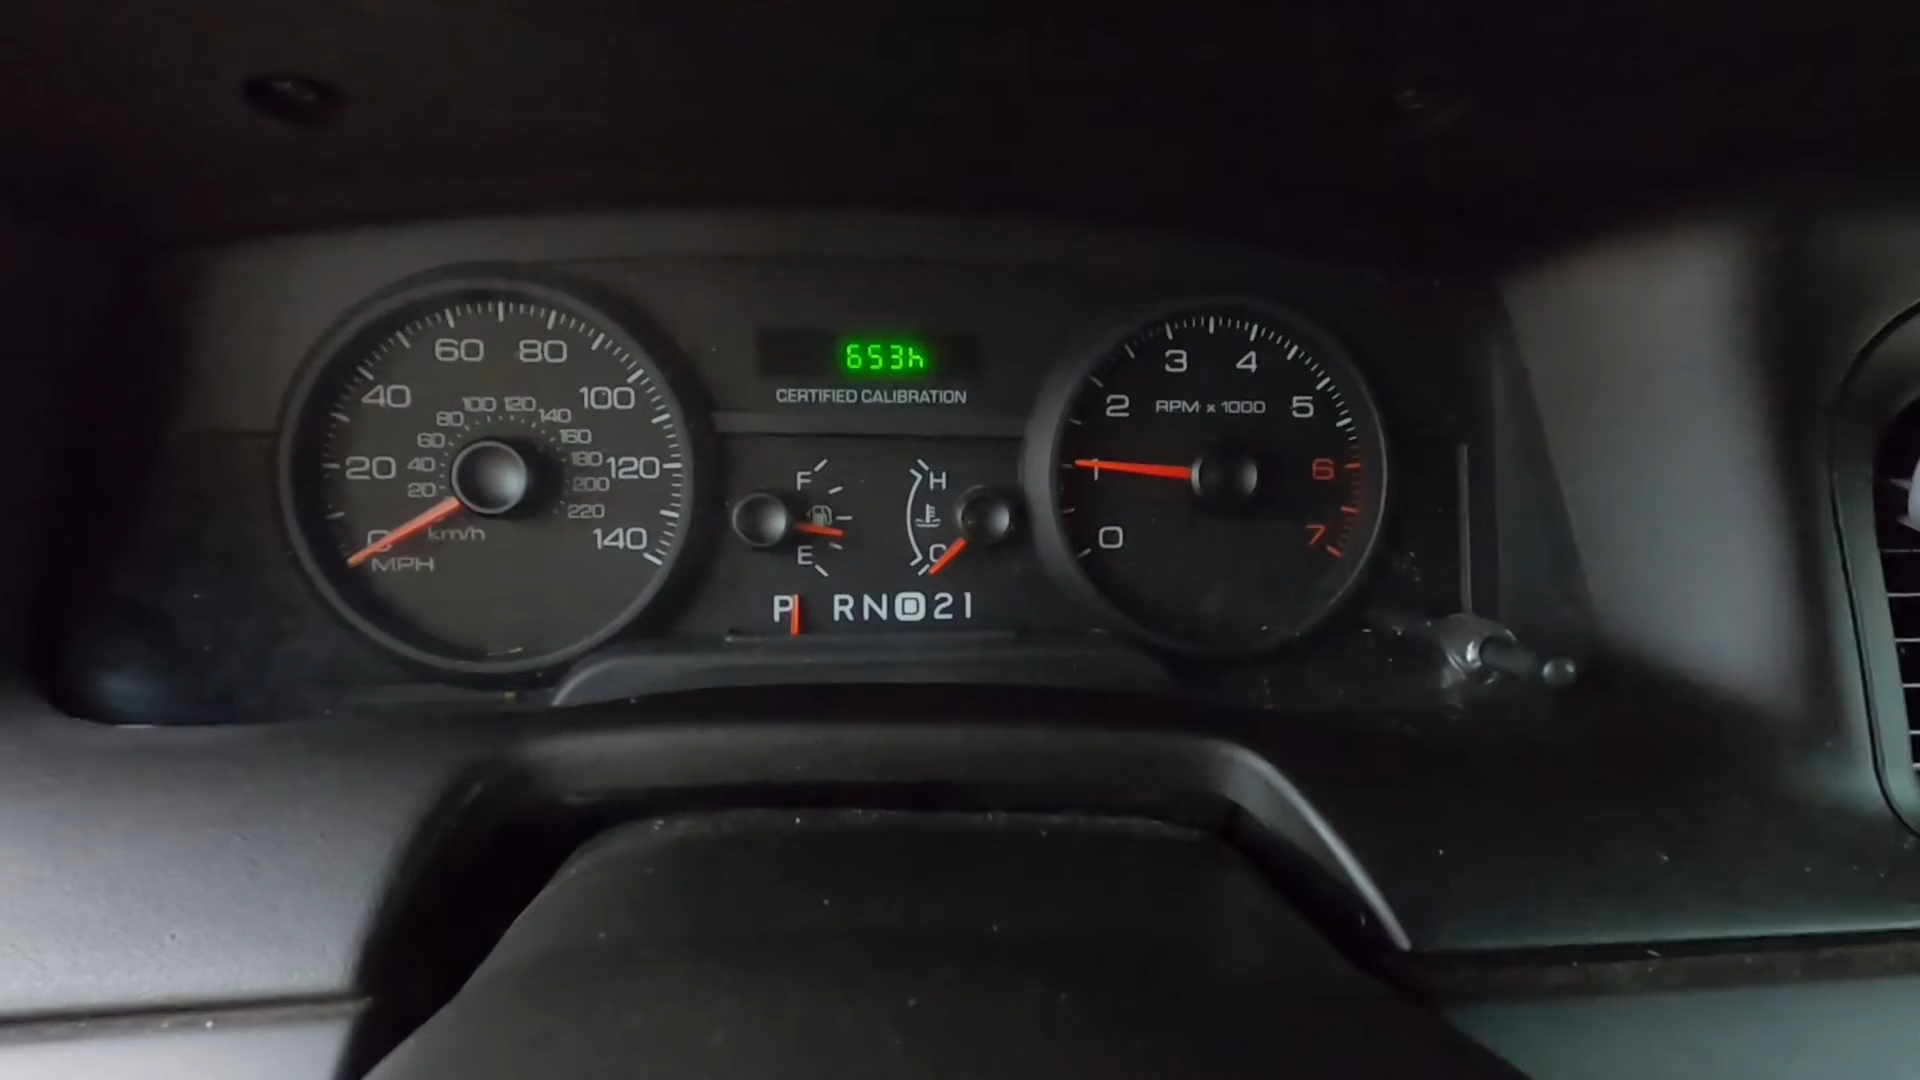 653h
CERTIFIED CALIBRATION
0 20 40 60 80 100 120 140
20 40 60 80 100 120 140 160 180 200 220
km/h
MPH
F
E
H
C
P R N D 2 1
0 1 2 3 4 5 6 7
RPM x 1000